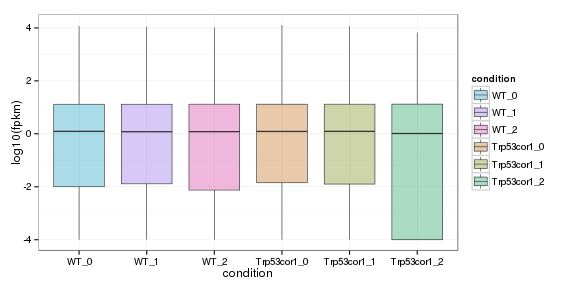 4
2
0
-2
-4
log10(fpkm)
WT_0 WT_1 WT_2 Trp53cor1_0 Trp53cor1_1 Trp53cor1_2
condition
condition
WT_0
WT_1
WT_2
Trp53cor1_0
Trp53cor1_1
Trp53cor1_2